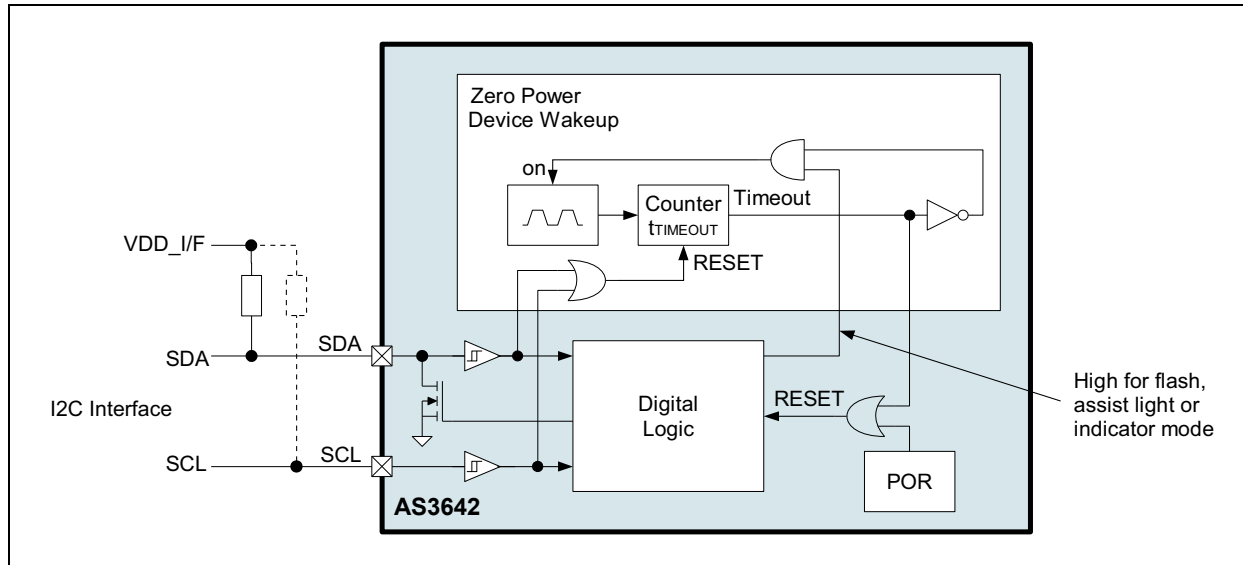 Zero Power
Device Wakeup
on
Counter
tTIMEOUT
Timeout
RESET
VDD_I/F
SDA
SDA
I2C Interface
SCL
SCL
Digital
Logic
RESET
POR
High for flash,
assist light or
indicator mode
AS3642